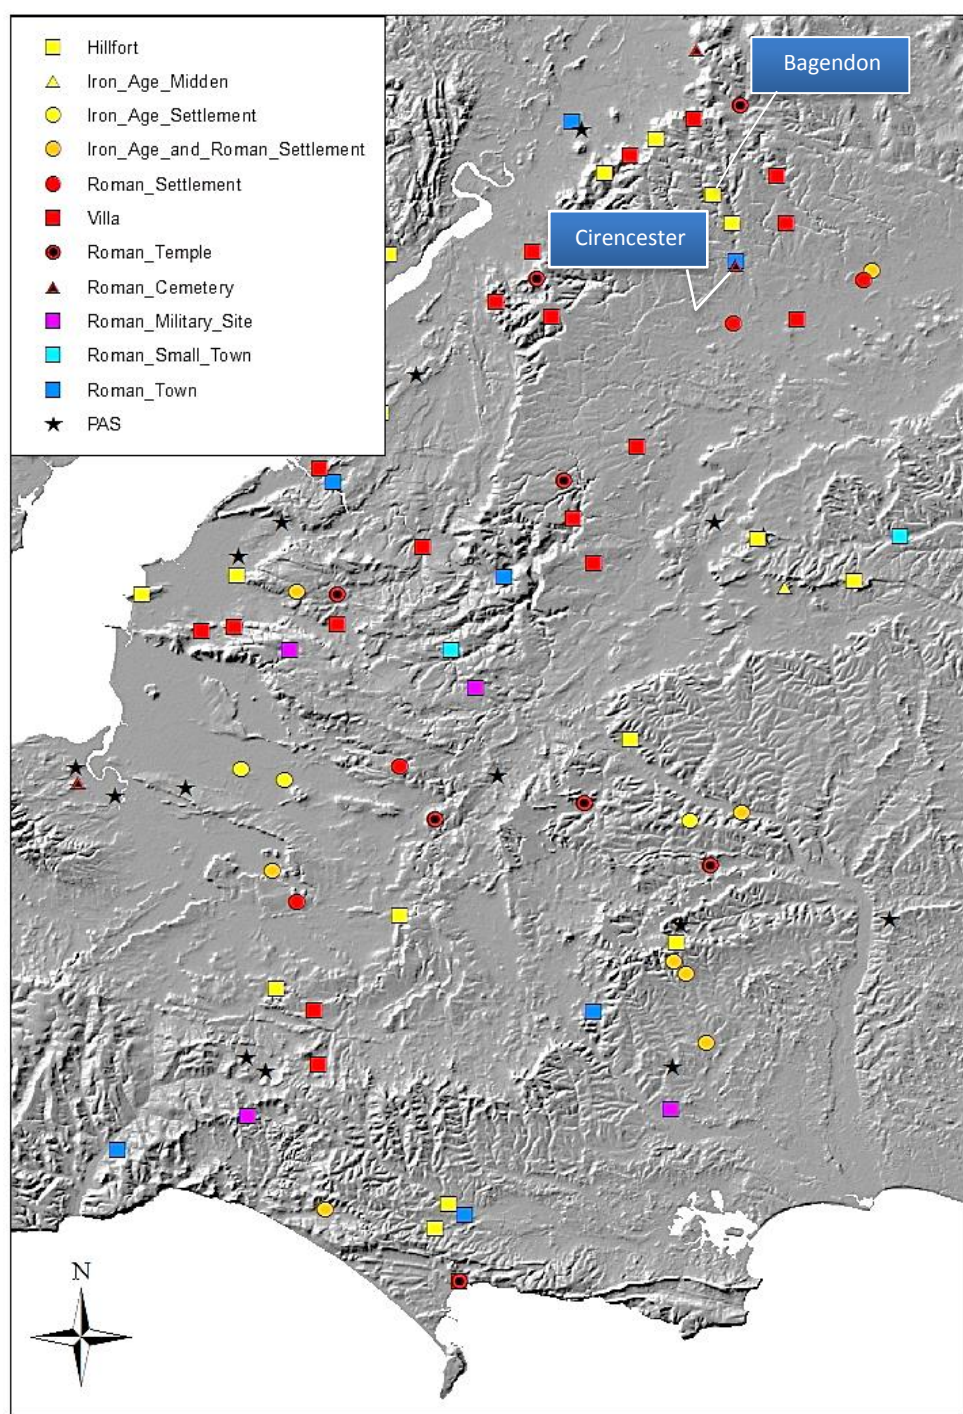 Hillfort
Iron_Age_Midden
Iron_Age_Settlement
Iron_Age_and_Roman_Settlement
Roman_Settlement
Villa
Roman_Temple
Roman_Cemetery
Roman_Military_Site
Roman_Small_Town
Roman_Town
PAS
Bagendon
Cirencester
N